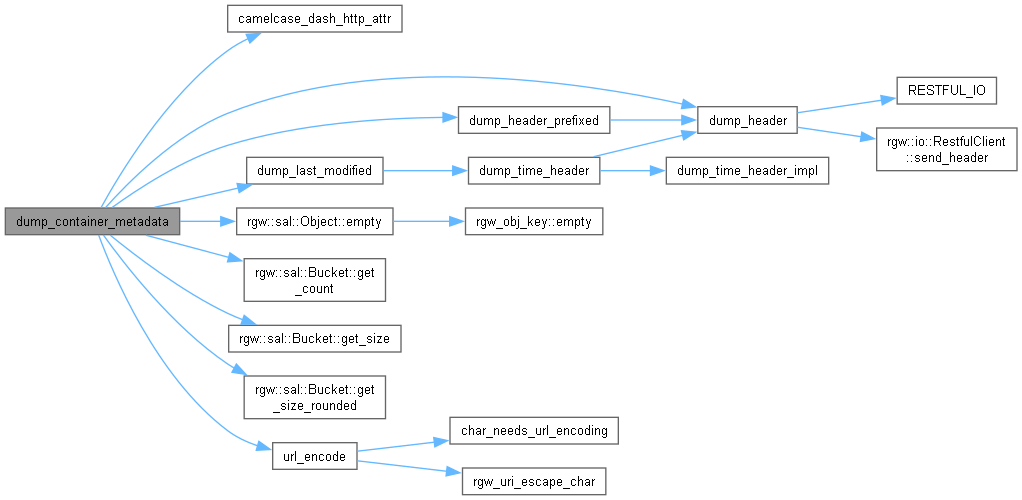 camelcase_dash_http_attr
RESTFUL_IO
dump_header_prefixed
dump_header
rgw::io::RestfulClient
::send_header
dump_last_modified
dump_time_header
dump_time_header_impl
dump_container_metadata
rgw::sal::Object::empty
rgw_obj_key::empty
rgw::sal::Bucket::get
_count
rgw::sal::Bucket::get_size
rgw::sal::Bucket::get
_size_rounded
url_encode
char_needs_url_encoding
rgw_uri_escape_char